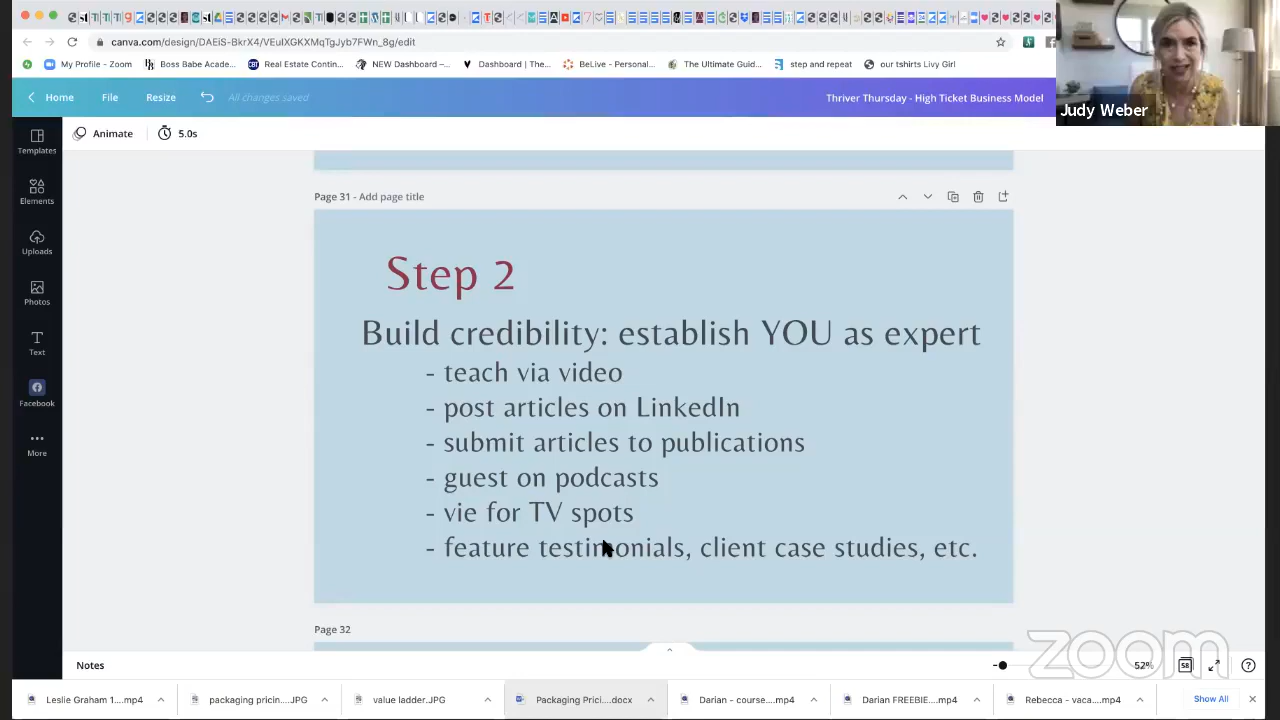 canva.com/design/DAEiS-BkrX4/VEuIXGKXMqTgJybZTWn_8g/edit
My Profile - Zoom
Boss Babe Acade...
Real Estate Contin...
NEW Dashboard –...
Dashboard | The...
BeLive - Personal...
The Ultimate Guid...
step and repeat
our tshirts Livy Girl
Home
File
Resize
All changes saved
Thriver Thursday - High Ticket Business Model
Judy Weber
Animate
5.0s
Templates
Elements
Uploads
Photos
Text
Facebook
More
Page 31 - Add page title
Step 2
Build credibility: establish YOU as expert
- teach via video
- post articles on LinkedIn
- submit articles to publications
- guest on podcasts
- vie for TV spots
- feature testimonials, client case studies, etc.
Page 32
Notes
52%
58
zoom
Leslie Graham 1....mp4
packaging pricin....JPG
value ladder.JPG
Packaging Prici....docx
Darian - course....mp4
Darian FREEBIE....mp4
Rebecca - vaca....mp4
Show All